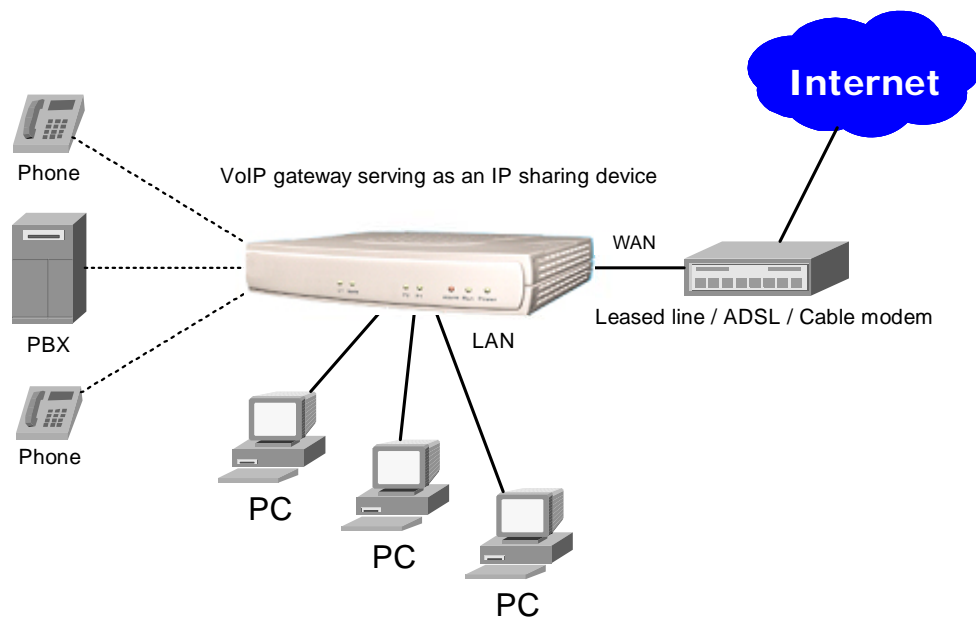 Internet
Phone
VoIP gateway serving as an IP sharing device
WAN
Leased line / ADSL / Cable modem
PBX
LAN
Phone
PC
PC
PC